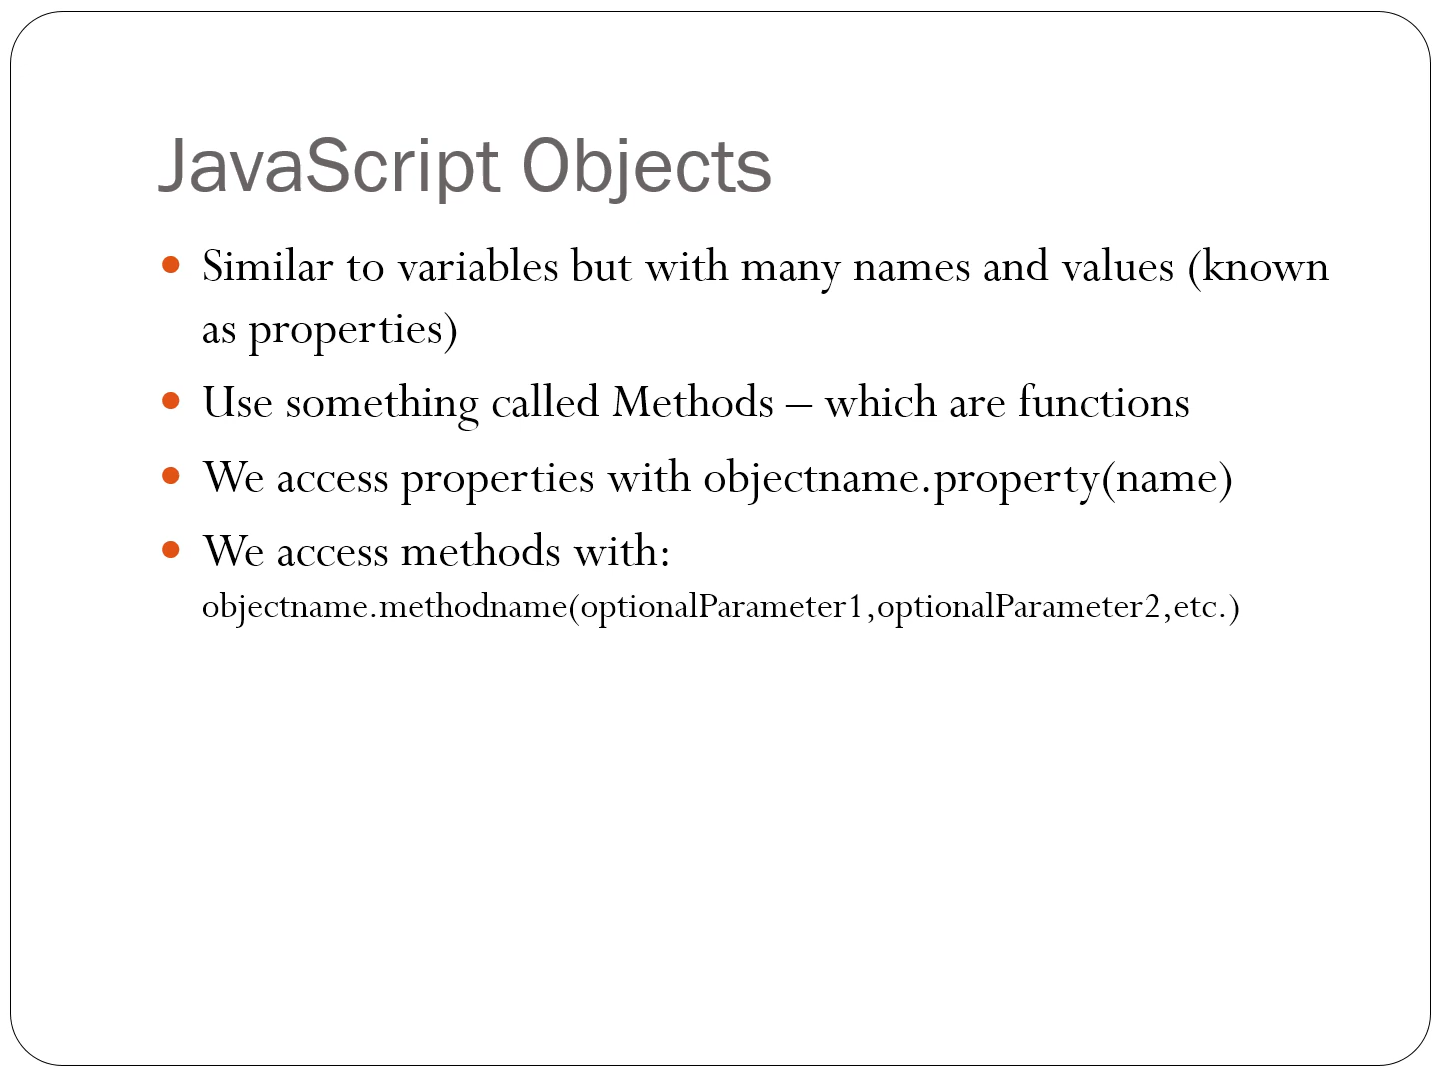 JavaScript Objects
Similar to variables but with many names and values (known
as properties)
Use something called Methods – which are functions
We access properties with objectname.property(name)
We access methods with:
objectname.methodname(optionalParameter1,optionalParameter2,etc.)